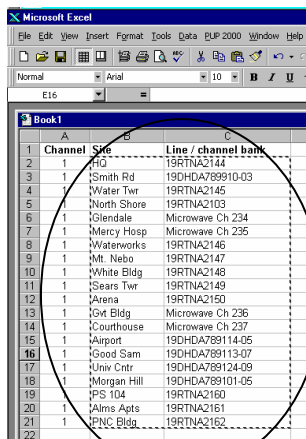 Microsoft Excel
File Edit View Insert Format Tools Data PUP 2000 Window Help
Normal Arial 10 B I U
E16 =
Book1
A B C
1 Channel Site Line / channel bank
2 1 HQ 19RTNA2144
3 1 Smith Rd 19DHDA789910-03
4 1 Water Twr 19RTNA2145
5 1 North Shore 19RTNA2103
6 1 Glendale Microwave Ch 234
7 1 Mercy Hosp Microwave Ch 235
8 1 Waterworks 19RTNA2146
9 1 Mt. Nebo 19RTNA2147
10 1 White Bldg 19RTNA2148
11 1 Sears Twr 19RTNA2149
12 1 Arena 19RTNA2150
13 1 Gvt Bldg Microwave Ch 236
14 1 Courthouse Microwave Ch 237
15 1 Airport 19DHDA789114-05
16 1 Good Sam 19DHDA789113-07
17 1 Univ Cntr 19DHDA789124-09
18 1 Morgan Hill 19DHDA789101-05
19 1 PS 104 19RTNA2160
20 1 Alms Apts 19RTNA2161
21 1 PNC Bldg 19RTNA2162
22